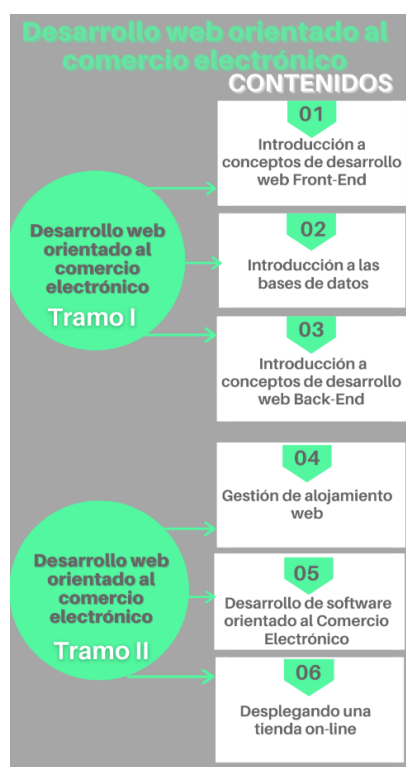 Desarrollo web orientado al
comercio electrónico
CONTENIDOS
Desarrollo web
orientado al
comercio
electrónico
Tramo I
01
Introducción a
conceptos de desarrollo
web Front-End
02
Introducción a las
bases de datos
03
Introducción a
conceptos de desarrollo
web Back-End
Desarrollo web
orientado al
comercio
electrónico
Tramo II
04
Gestión de alojamiento
web
05
Desarrollo de software
orientado al Comercio
Electrónico
06
Desplegando una
tienda on-line